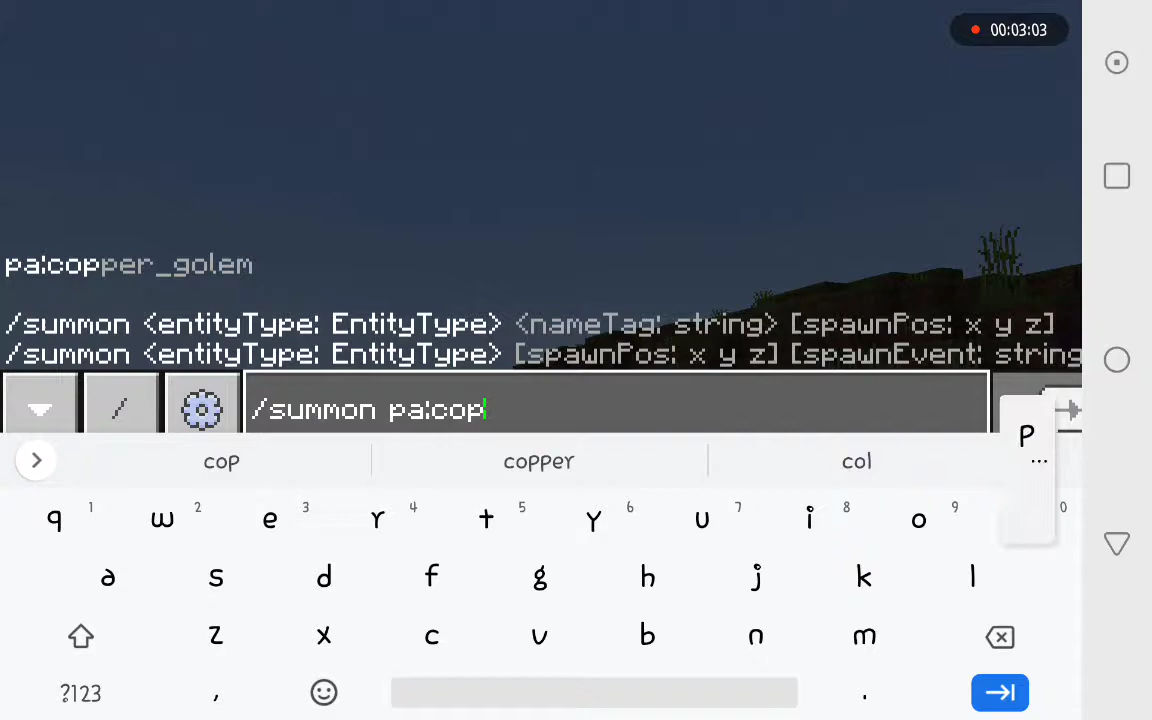 00:03:03
pa:copper_golem
/summon <entityType: EntityType> <nameTag: string> [spawnPos: x y z]
/summon <entityType: EntityType> [spawnPos: x y z] [spawnEvent: string
/
/summon pa:cop
P
...
cop copper col
q 1 w 2 e 3 r 4 t 5 y 6 u 7 i 8 o 9 0
a s d f g h j k l
z x c v b n m
?123 , .